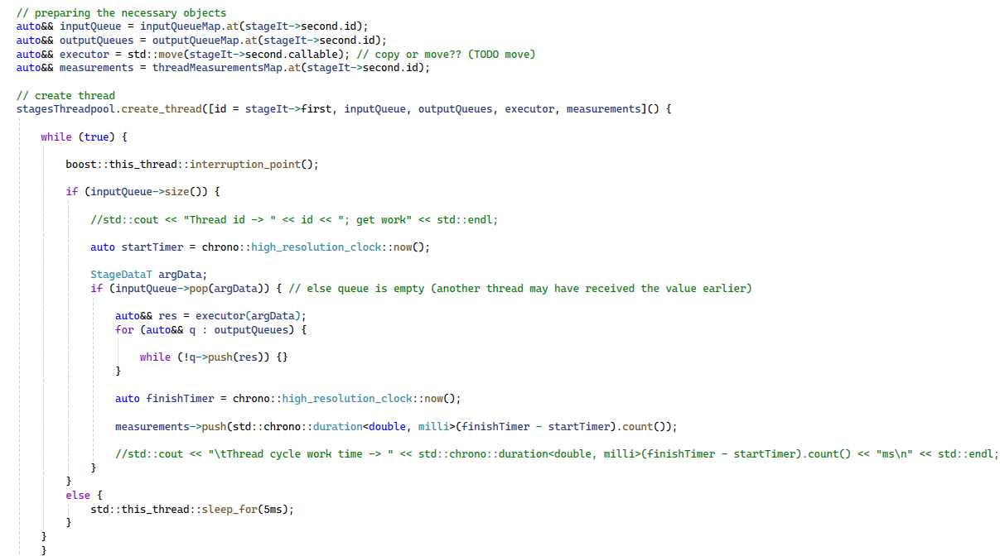 // preparing the necessary objects
auto&& inputQueue = inputQueueMap.at(stageIt->second.id);
auto&& outputQueues = outputQueueMap.at(stageIt->second.id);
auto&& executor = std::move(stageIt->second.callable); // copy or move?? (TODO move)
auto&& measurements = threadMeasurementsMap.at(stageIt->second.id);

// create thread
stagesThreadpool.create_thread([id = stageIt->first, inputQueue, outputQueues, executor, measurements]() {

    while (true) {

        boost::this_thread::interruption_point();

        if (inputQueue->size()) {

            //std::cout << "Thread id -> " << id << "; get work" << std::endl;

            auto startTimer = chrono::high_resolution_clock::now();

            StageDataT argData;
            if (inputQueue->pop(argData)) { // else queue is empty (another thread may have received the value earlier)

                auto&& res = executor(argData);
                for (auto&& q : outputQueues) {

                    while (!q->push(res)) {}
                }

                auto finishTimer = chrono::high_resolution_clock::now();

                measurements->push(std::chrono::duration<double, milli>(finishTimer - startTimer).count());

                //std::cout << "\tThread cycle work time -> " << std::chrono::duration<double, milli>(finishTimer - startTimer).count() << "ms\n" << std::endl;
            }
        }
        else {
            std::this_thread::sleep_for(5ms);
        }
    }
    }